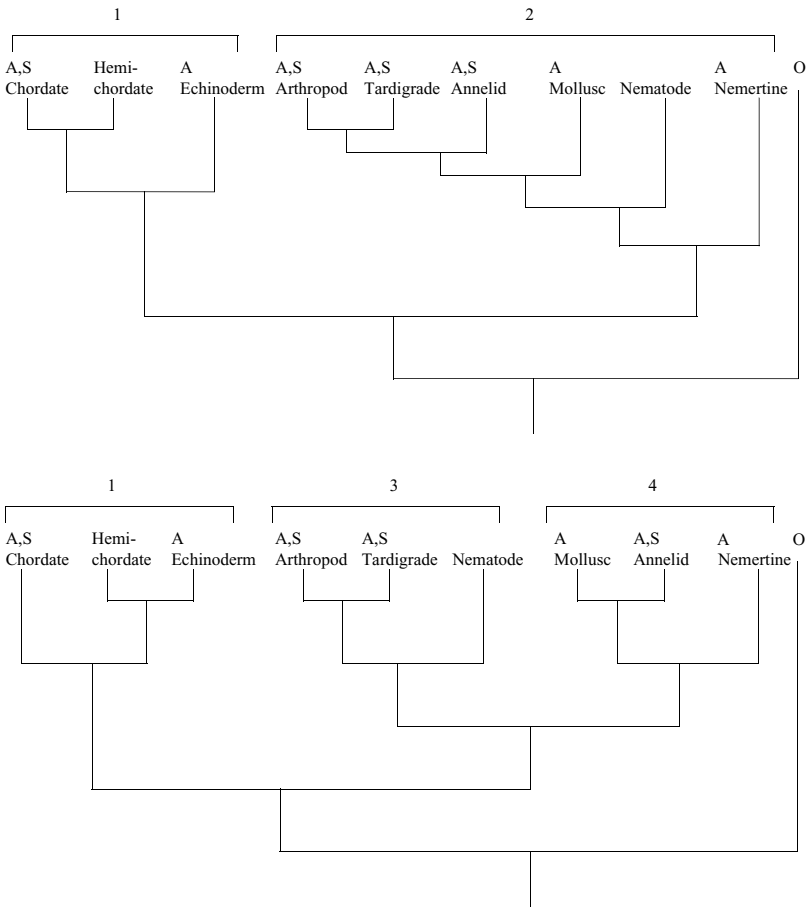 1 2
A,S Hemi- A A,S A,S A,S A A O
Chordate chordate Echinoderm Arthropod Tardigrade Annelid Mollusc Nematode Nemertine
1 3 4
A,S Hemi- A A,S A,S A A,S A O
Chordate chordate Echinoderm Arthropod Tardigrade Nematode Mollusc Annelid Nemertine